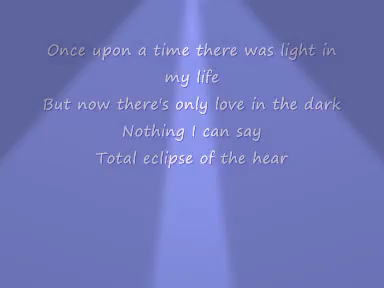 Once upon a time there was light in
my life
But now there's only love in the dark
Nothing I can say
Total eclipse of the hear